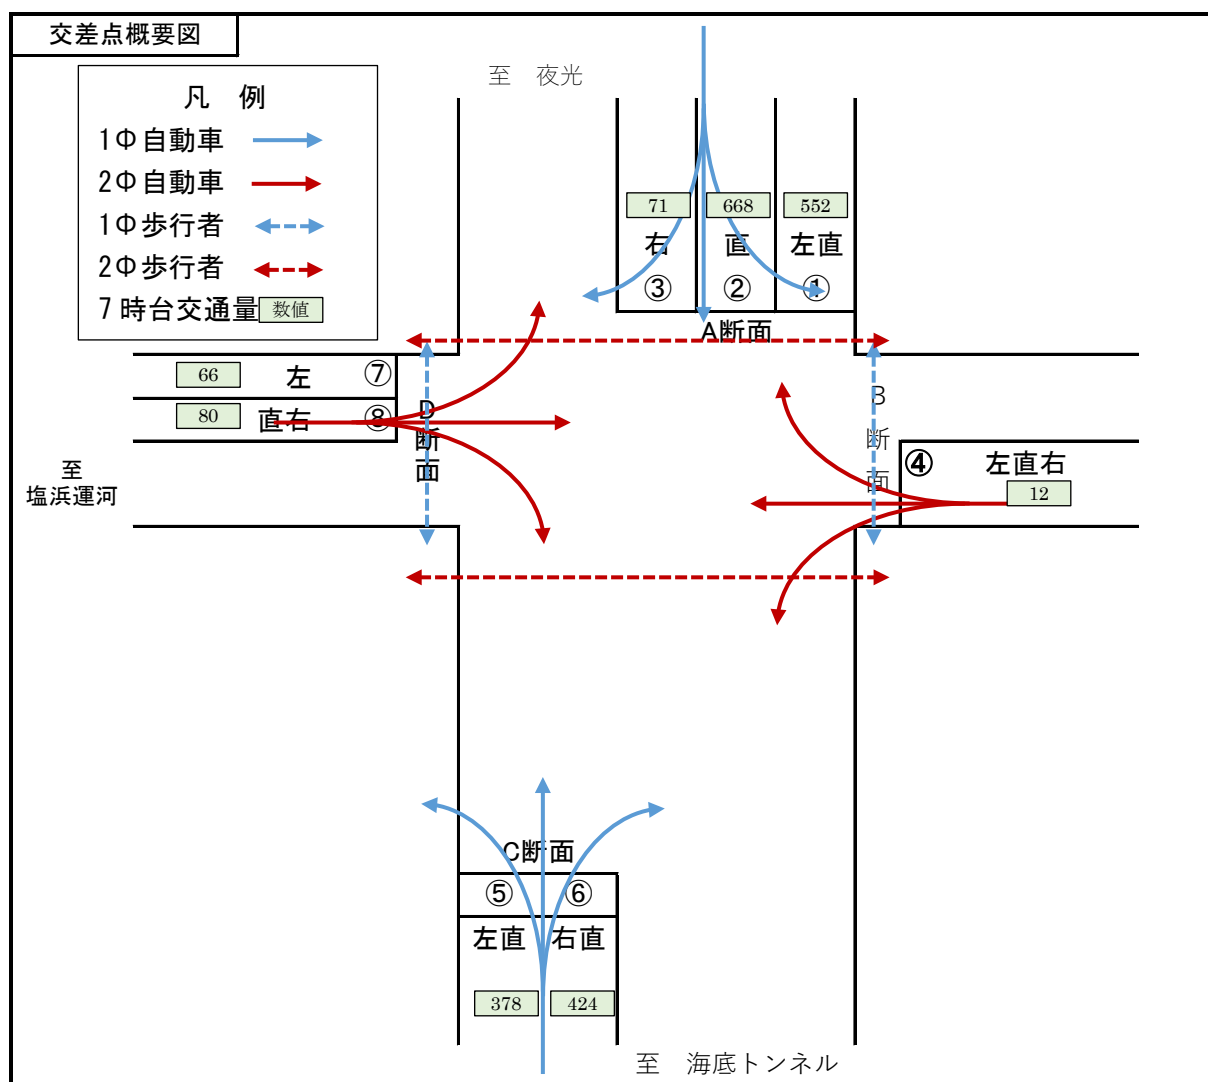 交差点概要図
至　夜光
凡　例
1Φ自動車
2Φ自動車
1Φ歩行者
2Φ歩行者
7時台交通量 数値
71 668 552
右 直 左直
③ ② ①
A断面
66 左 ⑦
80 直右 ⑧
D断面
B断面
④ 左直右
12
至
塩浜運河
C断面
⑤ ⑥
左直 右直
378 424
至　海底トンネル